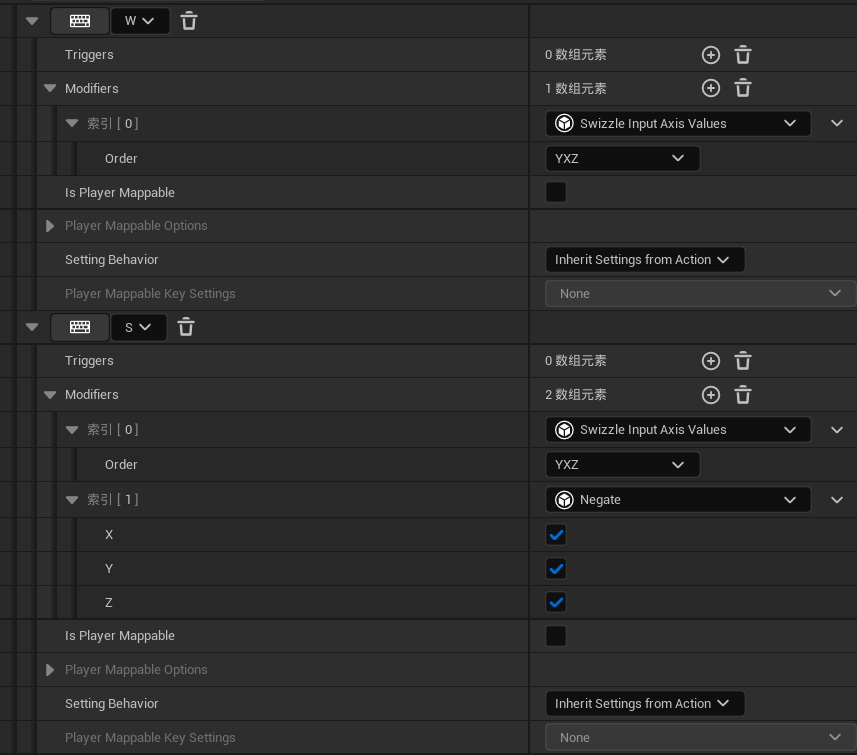 W
Triggers 0 数组元素
Modifiers 1 数组元素
索引 [ 0 ] Swizzle Input Axis Values
Order YXZ
Is Player Mappable
Player Mappable Options
Setting Behavior Inherit Settings from Action
Player Mappable Key Settings None
S
Triggers 0 数组元素
Modifiers 2 数组元素
索引 [ 0 ] Swizzle Input Axis Values
Order YXZ
索引 [ 1 ] Negate
X
Y
Z
Is Player Mappable
Player Mappable Options
Setting Behavior Inherit Settings from Action
Player Mappable Key Settings None